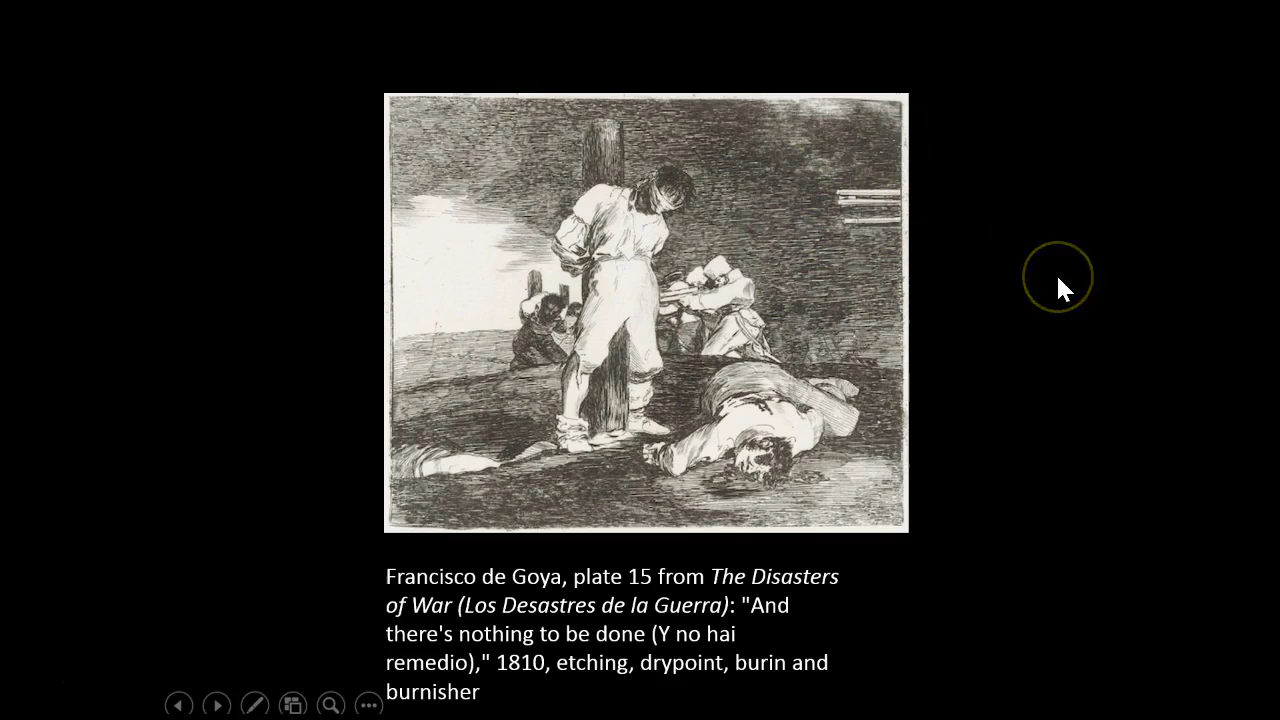 Francisco de Goya, plate 15 from The Disasters
of War (Los Desastres de la Guerra): "And
there's nothing to be done (Y no hai
remedio)," 1810, etching, drypoint, burin and
burnisher